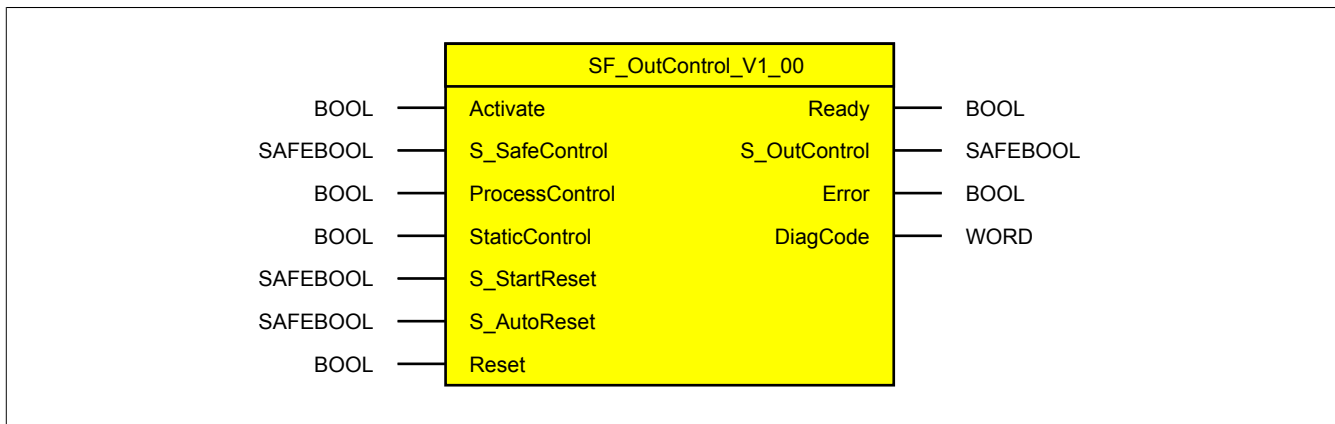 SF_OutControl_V1_00
BOOL Activate Ready BOOL
SAFEBOOL S_SafeControl S_OutControl SAFEBOOL
BOOL ProcessControl Error BOOL
BOOL StaticControl DiagCode WORD
SAFEBOOL S_StartReset
SAFEBOOL S_AutoReset
BOOL Reset